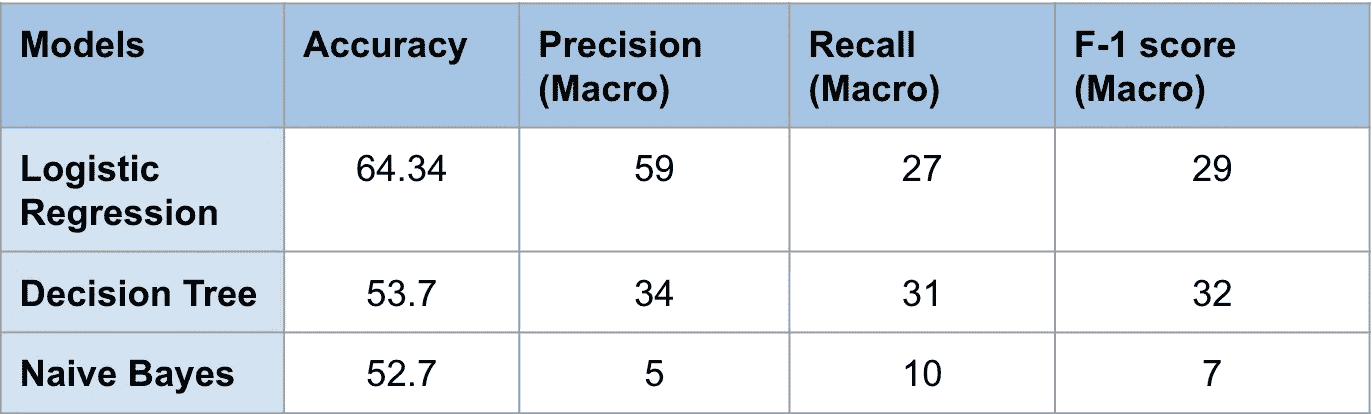 Models Accuracy Precision (Macro) Recall (Macro) F-1 score (Macro)
Logistic Regression 64.34 59 27 29
Decision Tree 53.7 34 31 32
Naive Bayes 52.7 5 10 7